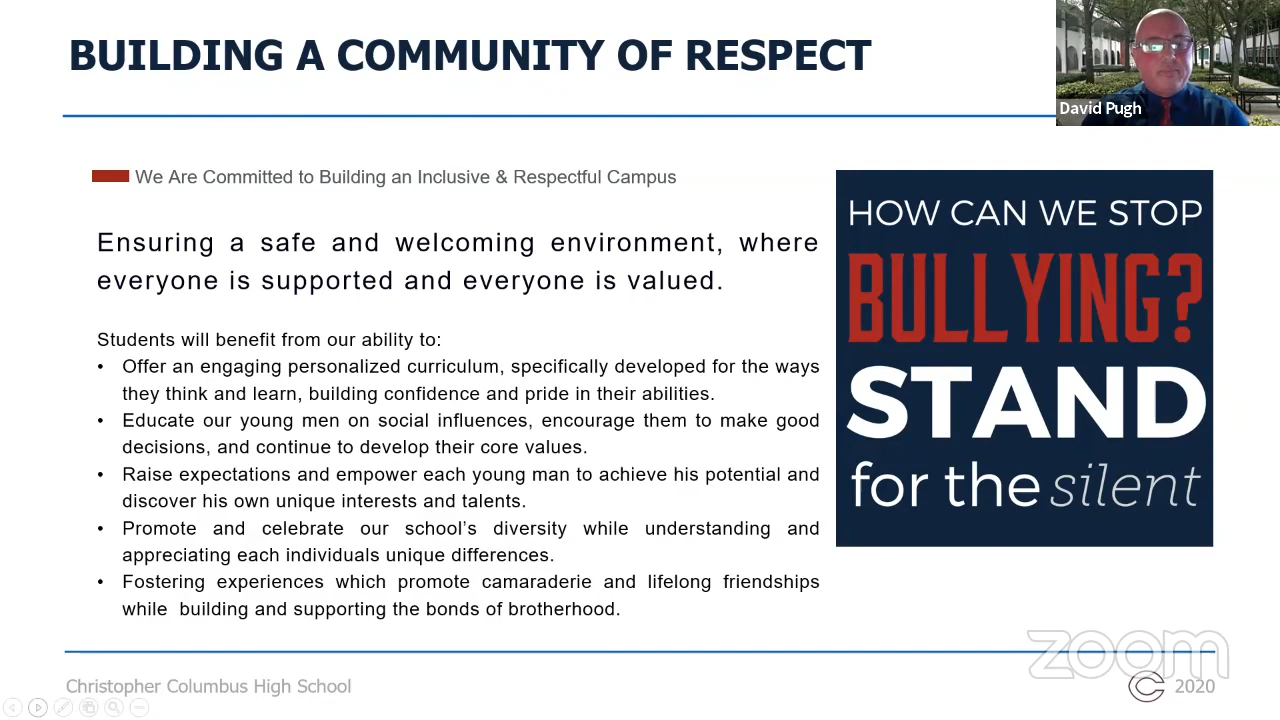 BUILDING A COMMUNITY OF RESPECT
David Pugh
We Are Committed to Building an Inclusive & Respectful Campus
Ensuring a safe and welcoming environment, where
everyone is supported and everyone is valued.
Students will benefit from our ability to:
• Offer an engaging personalized curriculum, specifically developed for the ways
they think and learn, building confidence and pride in their abilities.
• Educate our young men on social influences, encourage them to make good
decisions, and continue to develop their core values.
• Raise expectations and empower each young man to achieve his potential and
discover his own unique interests and talents.
• Promote and celebrate our school’s diversity while understanding and
appreciating each individuals unique differences.
• Fostering experiences which promote camaraderie and lifelong friendships
while building and supporting the bonds of brotherhood.
HOW CAN WE STOP
BULLYING?
STAND
for the silent
zoom
Christopher Columbus High School
C 2020